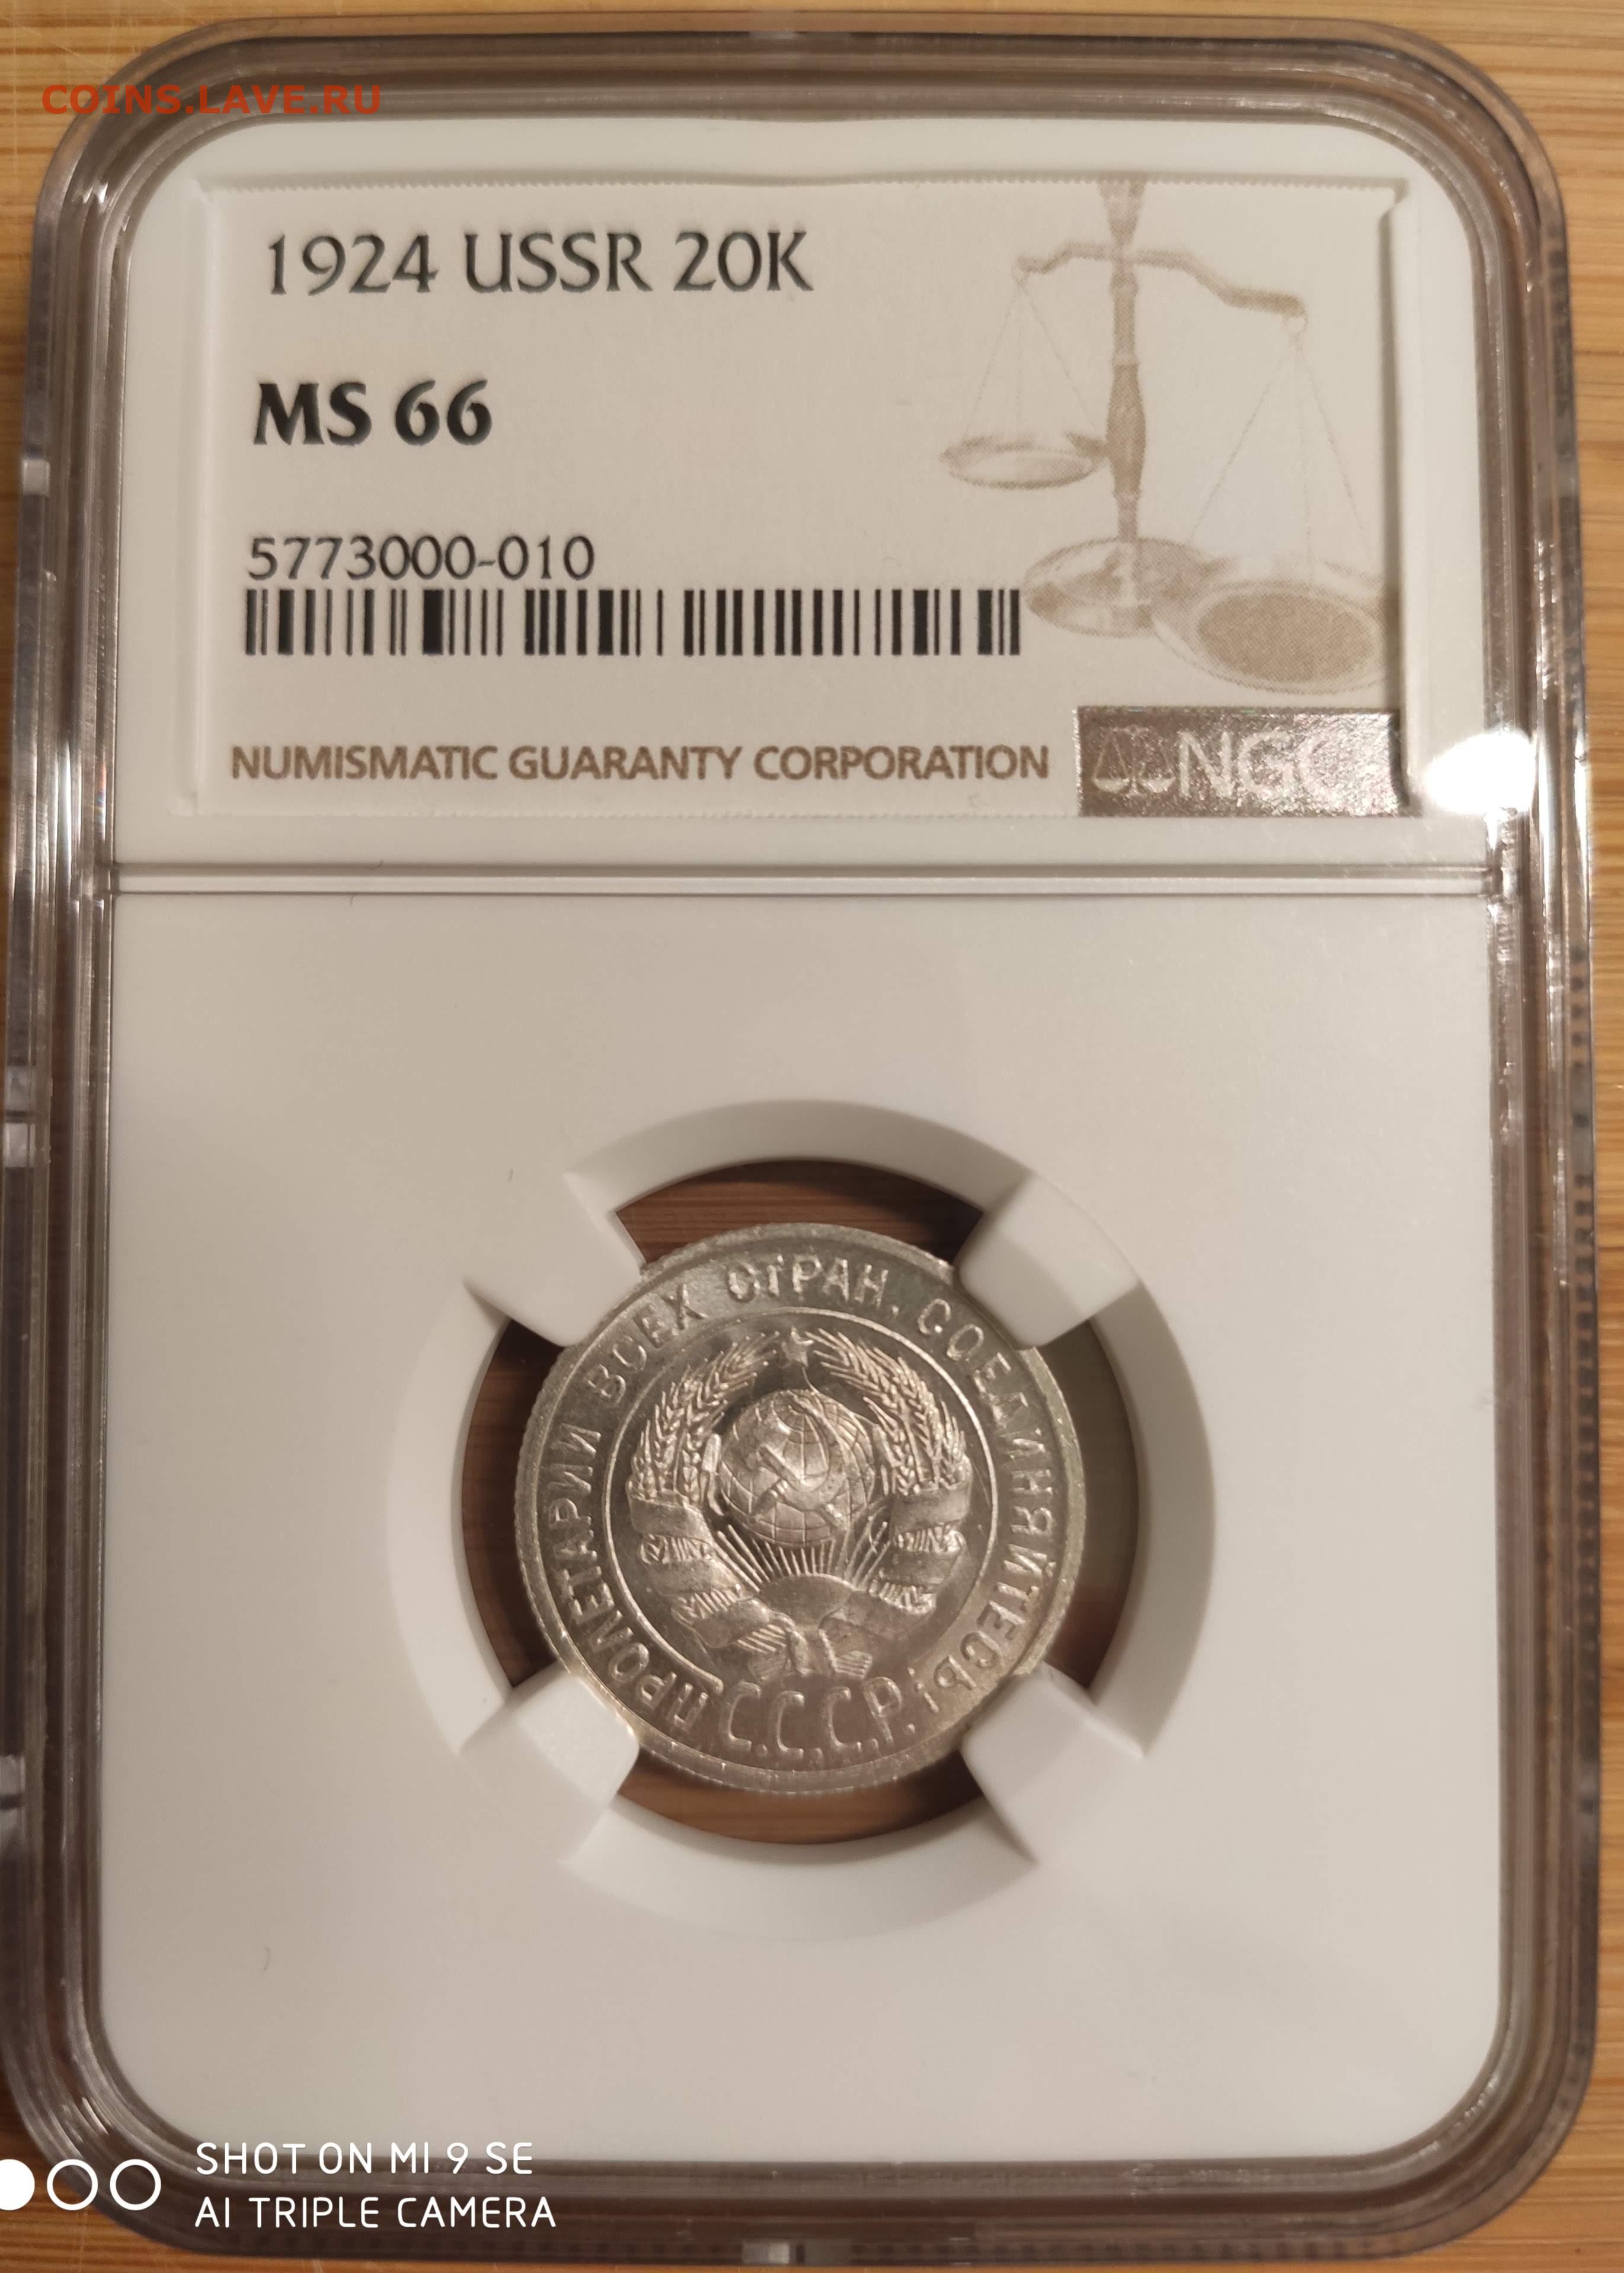 COINS.LAVE.RU
1924 USSR 20K
MS 66
5773000-010
NUMISMATIC GUARANTY CORPORATION
NGC
ПРОЛЕТАРИИ ВСЕХ СТРАН, СОЕДИНЯЙТЕСЬ!
С.С.С.Р.
SHOT ON MI 9 SE
AI TRIPLE CAMERA